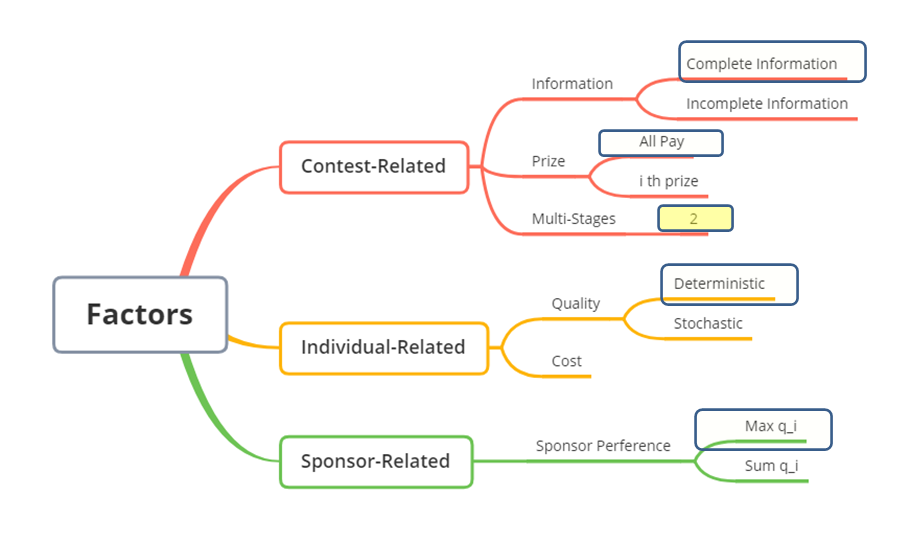 Factors
Contest-Related
Information
Complete Information
Incomplete Information
Prize
All Pay
i th prize
Multi-Stages
2
Individual-Related
Quality
Deterministic
Stochastic
Cost
Sponsor-Related
Sponsor Perference
Max q_i
Sum q_i